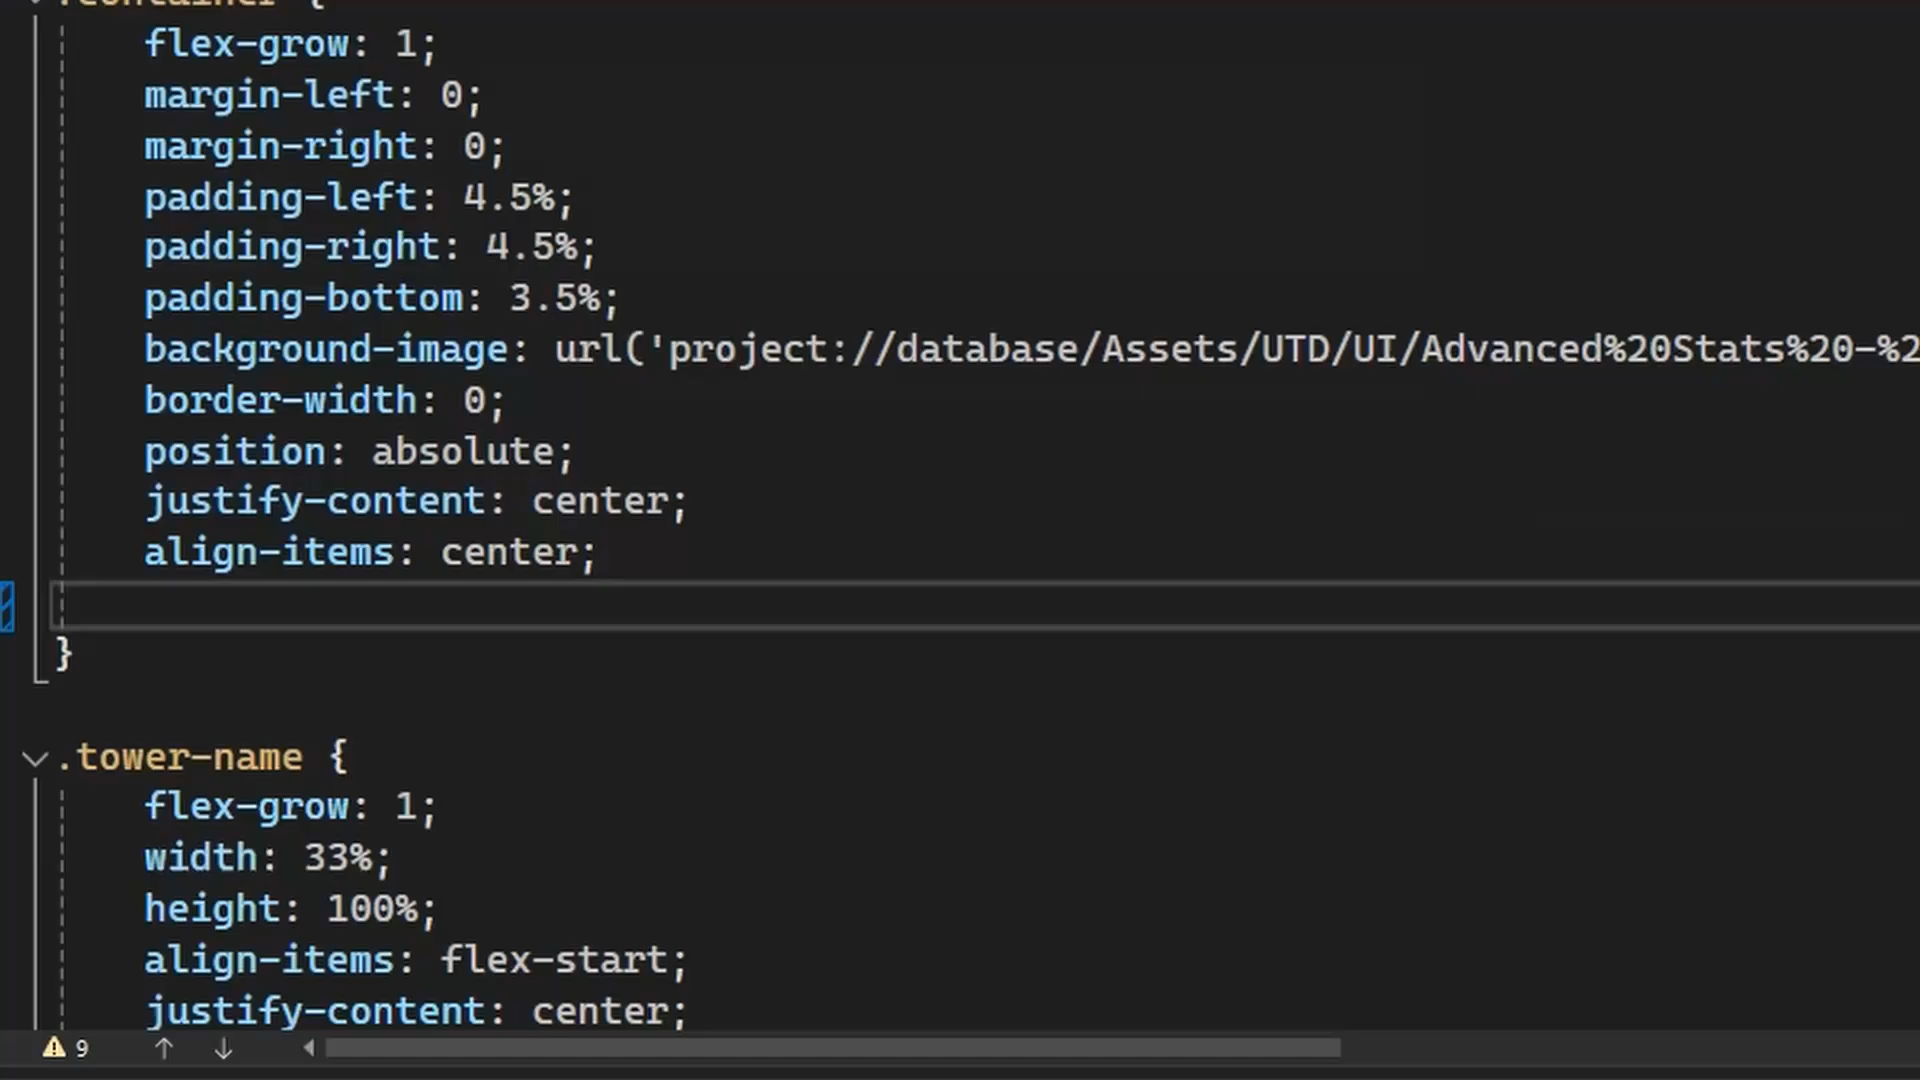 .container {
flex-grow: 1;
margin-left: 0;
margin-right: 0;
padding-left: 4.5%;
padding-right: 4.5%;
padding-bottom: 3.5%;
background-image: url('project://database/Assets/UTD/UI/Advanced%20Stats%20-%2
border-width: 0;
position: absolute;
justify-content: center;
align-items: center;
}
.tower-name {
flex-grow: 1;
width: 33%;
height: 100%;
align-items: flex-start;
justify-content: center;
9